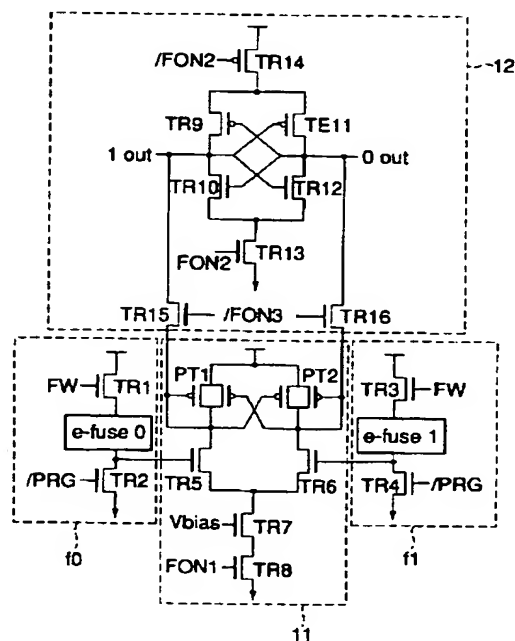 12
/FON2 TR14
TR9 TE11
1 out 0 out
TR10 TR12
FON2 TR13
TR15 /FON3 TR16
FW TR1 PT1 PT2 TR3 FW
e-fuse 0 e-fuse 1
/PRG TR2 TR5 TR6 TR4 /PRG
Vbias TR7
FON1 TR8
f0 f1
11